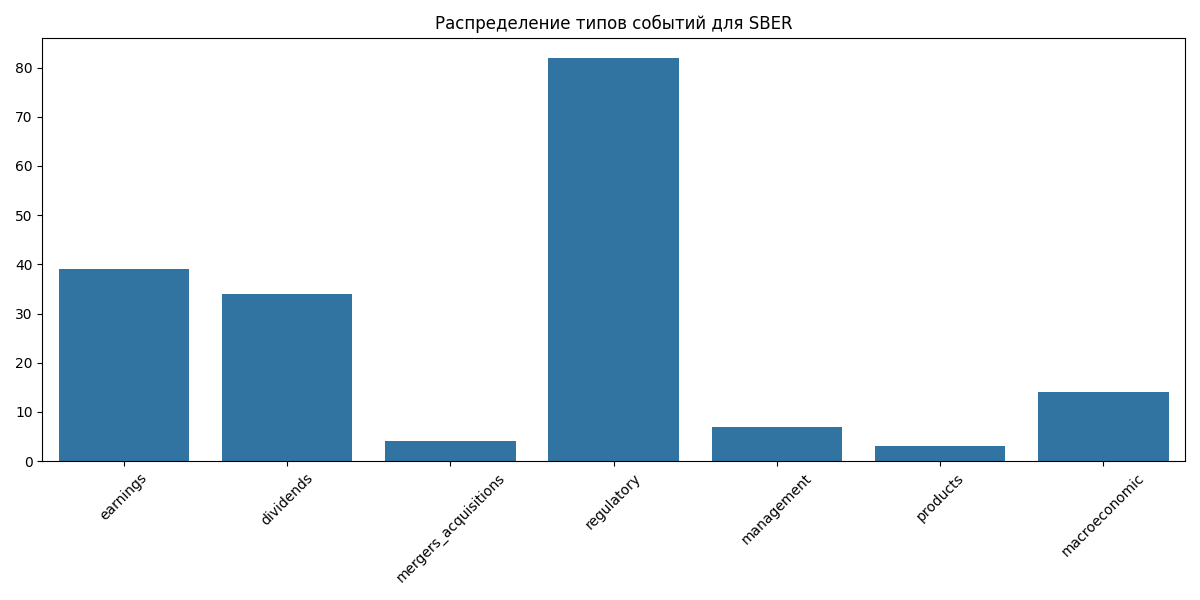 Распределение типов событий для SBER
80
70
60
50
40
30
20
10
0
earnings
dividends
mergers_acquisitions
regulatory
management
products
macroeconomic